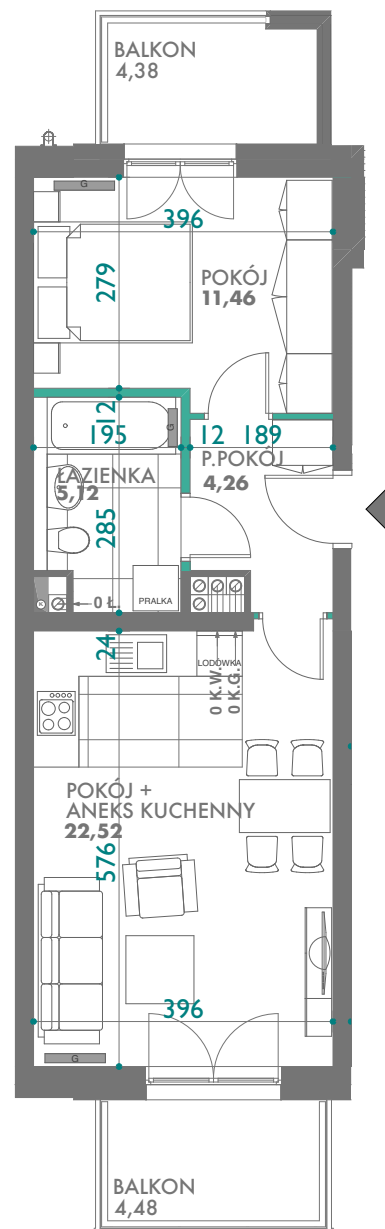 BALKON
4,38
G
396
279
POKÓJ
11,46
12
G
195
12 189
ŁAZIENKA
5,12
P.POKÓJ
4,26
285
0 Ł.
PRALKA
24
LODÓWKA
0 K.W.
0 K.G.
POKÓJ +
ANEKS KUCHENNY
22,52
576
396
G
BALKON
4,48